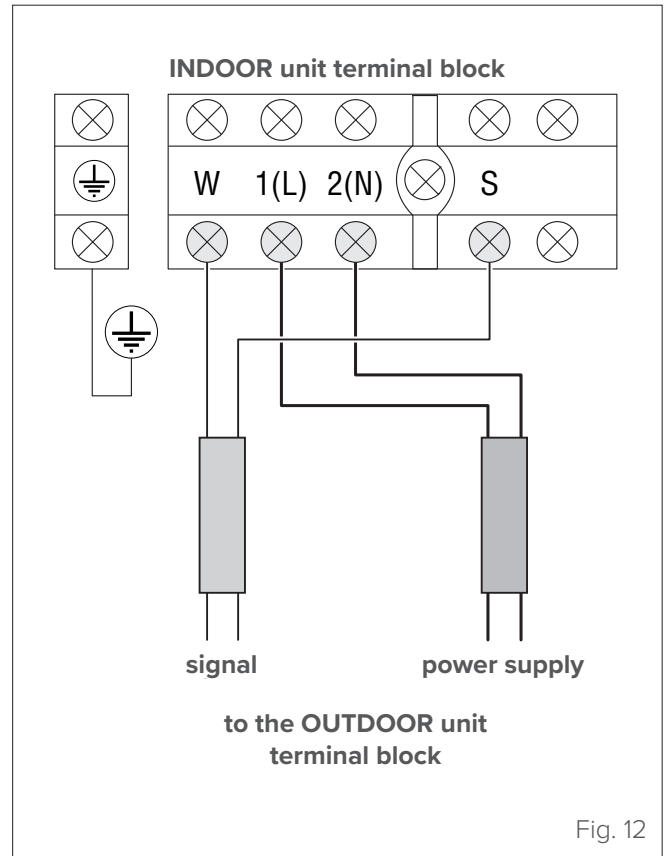 INDOOR unit terminal block
W 1(L) 2(N) S
signal power supply
to the OUTDOOR unit
terminal block
Fig. 12